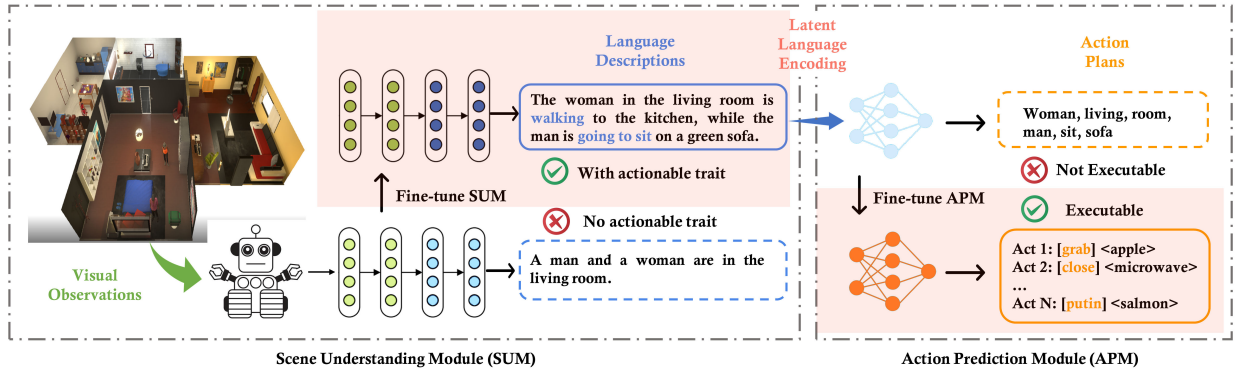 Language
Descriptions
Latent
Language
Encoding
Action
Plans
The woman in the living room is
walking to the kitchen, while the
man is going to sit on a green sofa.
Woman, living, room,
man, sit, sofa
With actionable trait
Not Executable
Fine-tune SUM
Fine-tune APM
No actionable trait
Executable
Visual
Observations
A man and a woman are in the
living room.
Act 1: [grab] <apple>
Act 2: [close] <microwave>
...
Act N: [putin] <salmon>
Scene Understanding Module (SUM)
Action Prediction Module (APM)